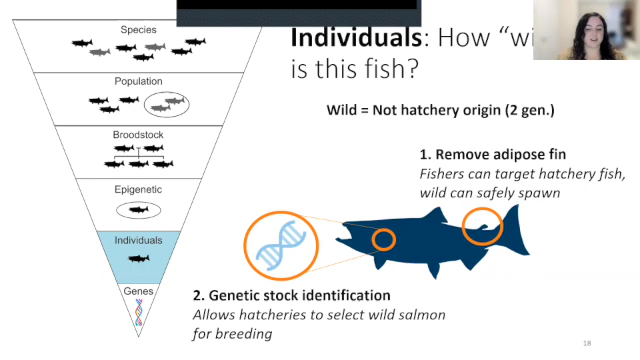 Individuals: How "wi
is this fish?
Species
Population
Broodstock
Epigenetic
Individuals
Genes
Wild = Not hatchery origin (2 gen.)
1. Remove adipose fin
Fishers can target hatchery fish,
wild can safely spawn
2. Genetic stock identification
Allows hatcheries to select wild salmon
for breeding
18